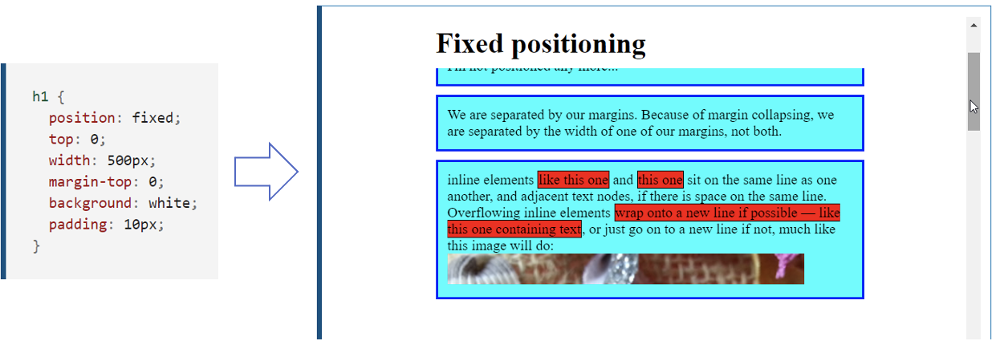 h1 {
position: fixed;
top: 0;
width: 500px;
margin-top: 0;
background: white;
padding: 10px;
}
Fixed positioning
I'm not positioned any more...
We are separated by our margins. Because of margin collapsing, we
are separated by the width of one of our margins, not both.
inline elements like this one and this one sit on the same line as one
another, and adjacent text nodes, if there is space on the same line.
Overflowing inline elements wrap onto a new line if possible — like
this one containing text, or just go on to a new line if not, much like
this image will do: